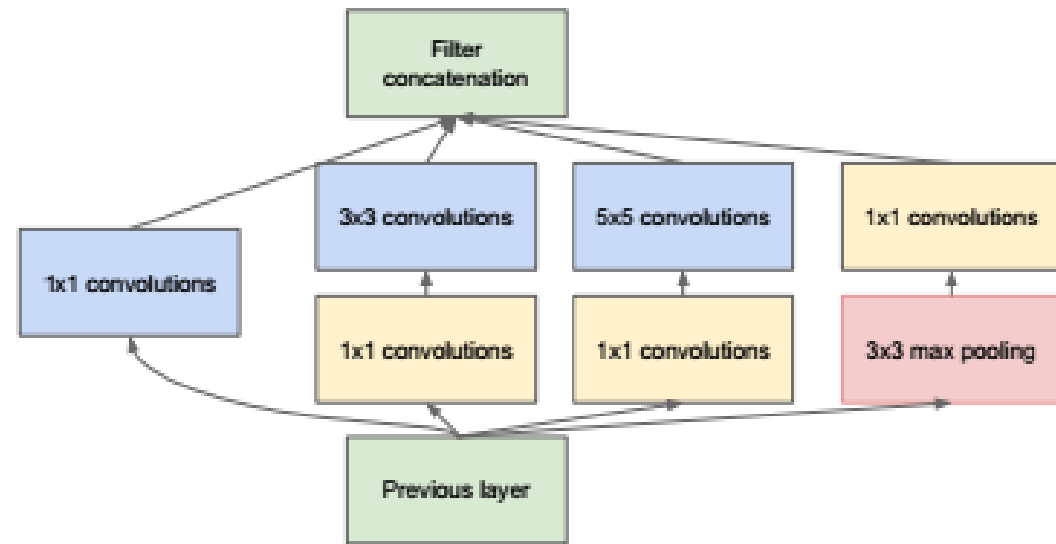 Filter
concatenation
3x3 convolutions
5x5 convolutions
1x1 convolutions
1x1 convolutions
1x1 convolutions
1x1 convolutions
3x3 max pooling
Previous layer